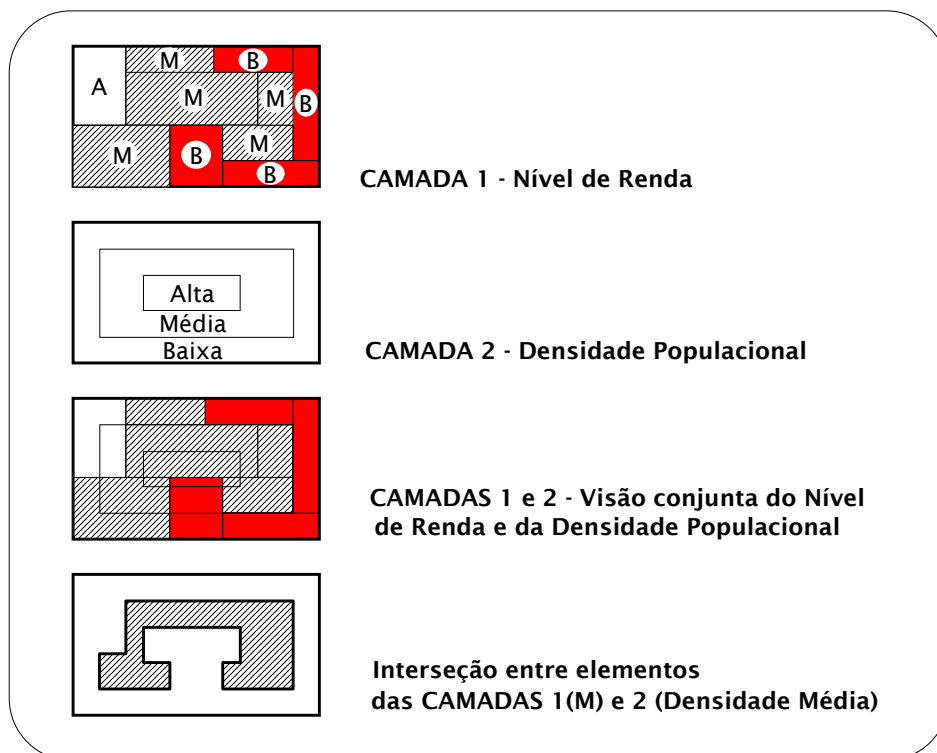 M
B
A
M
M
B
M
M
B
B
CAMADA 1 - Nível de Renda
Alta
Média
Baixa
CAMADA 2 - Densidade Populacional
CAMADAS 1 e 2 - Visão conjunta do Nível
de Renda e da Densidade Populacional
Interseção entre elementos
das CAMADAS 1(M) e 2 (Densidade Média)